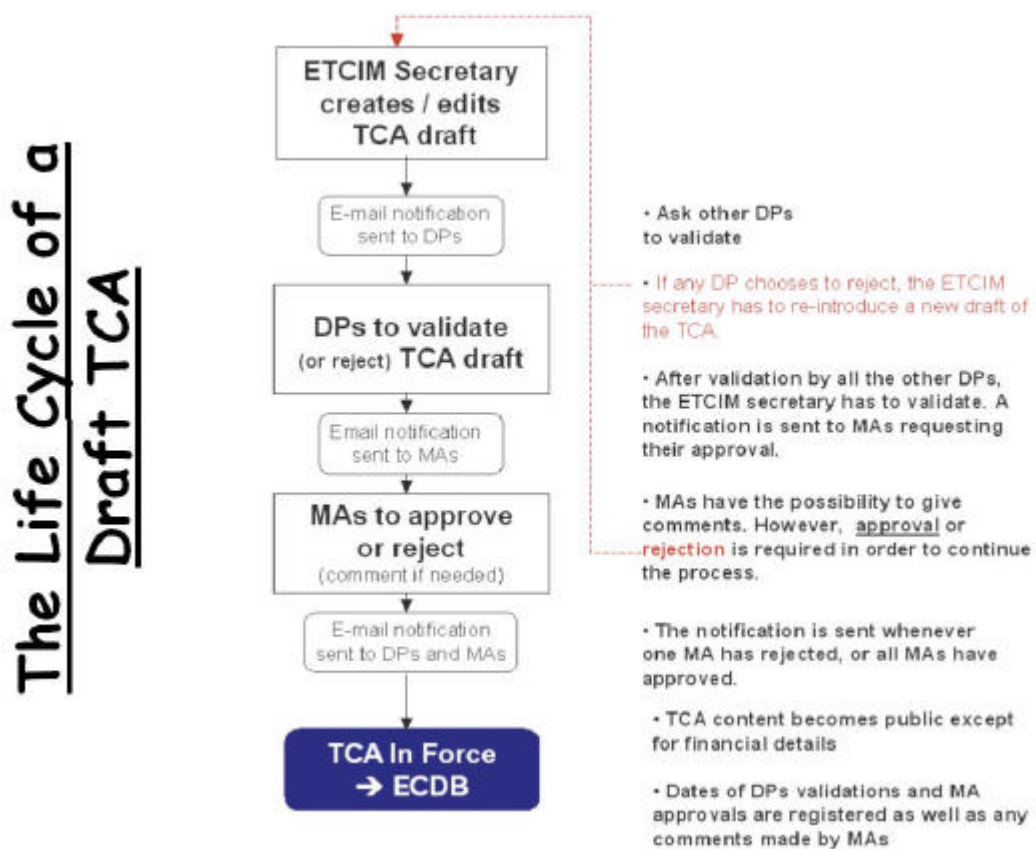 The Life Cycle of a
Draft TCA
ETCIM Secretary
creates / edits
TCA draft
E-mail notification
sent to DPs
DPs to validate
(or reject) TCA draft
Email notification
sent to MAs
MAs to approve
or reject
(comment if needed)
E-mail notification
sent to DPs and MAs
TCA In Force
➔ ECDB
• Ask other DPs
to validate
• If any DP chooses to reject, the ETCIM
secretary has to re-introduce a new draft of
the TCA.
• After validation by all the other DPs,
the ETCIM secretary has to validate. A
notification is sent to MAs requesting
their approval.
• MAs have the possibility to give
comments. However, approval or
rejection is required in order to continue
the process.
• The notification is sent whenever
one MA has rejected, or all MAs have
approved.
• TCA content becomes public except
for financial details
• Dates of DPs validations and MA
approvals are registered as well as any
comments made by MAs